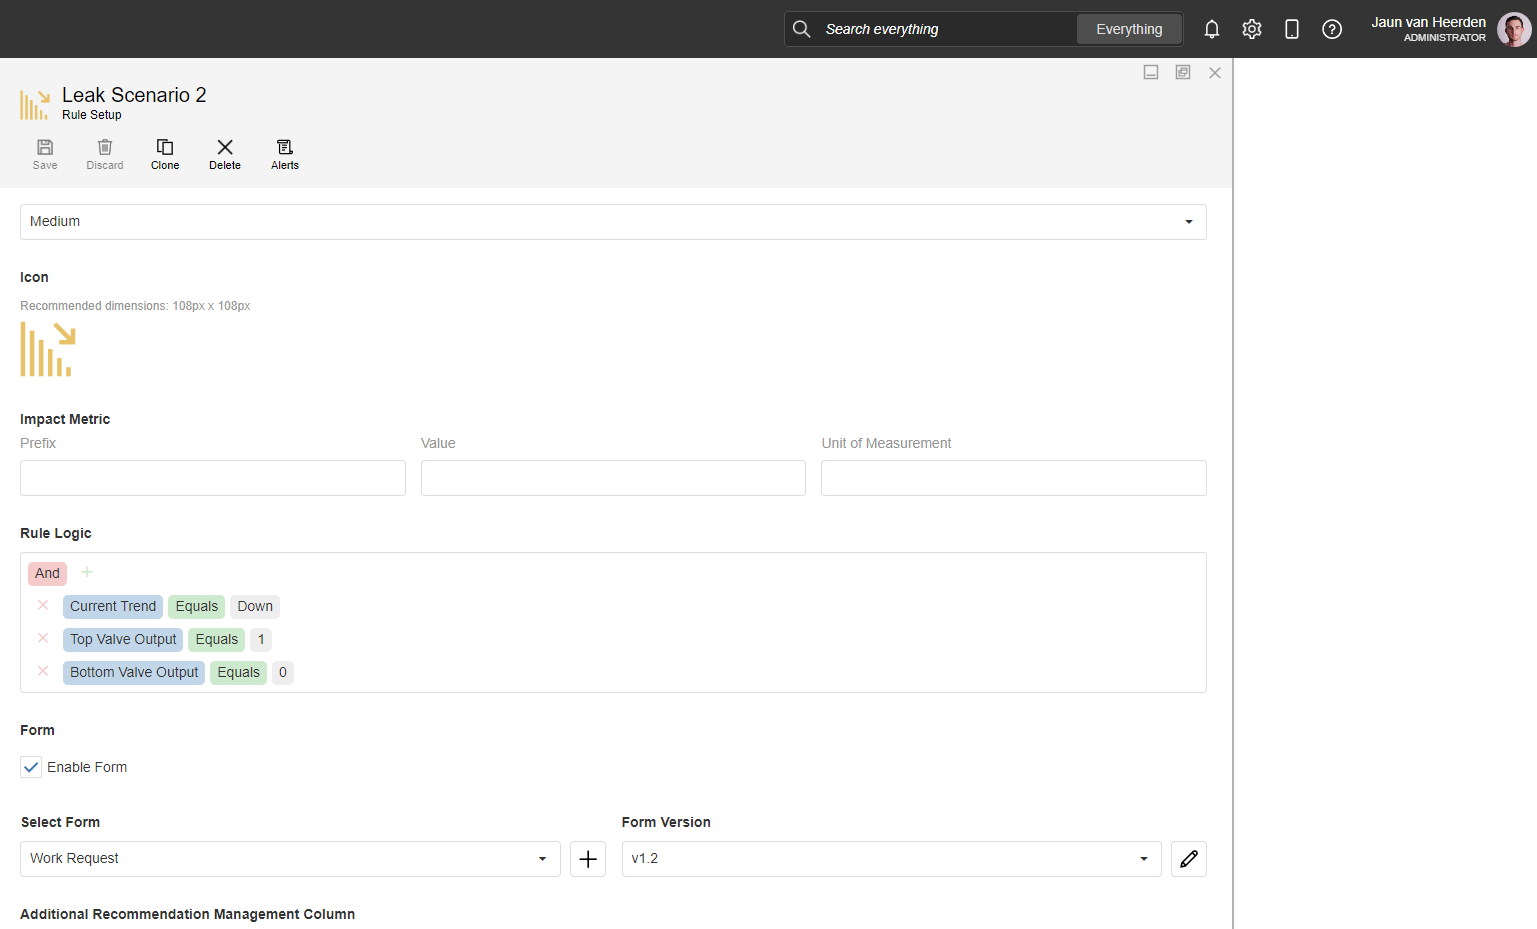 Search everything Everything
Jaun van Heerden
ADMINISTRATOR
Leak Scenario 2
Rule Setup
Save Discard Clone Delete Alerts
Medium
Icon
Recommended dimensions: 108px x 108px
Impact Metric
Prefix Value Unit of Measurement
Rule Logic
And +
Current Trend Equals Down
Top Valve Output Equals 1
Bottom Valve Output Equals 0
Form
Enable Form
Select Form Form Version
Work Request v1.2
Additional Recommendation Management Column